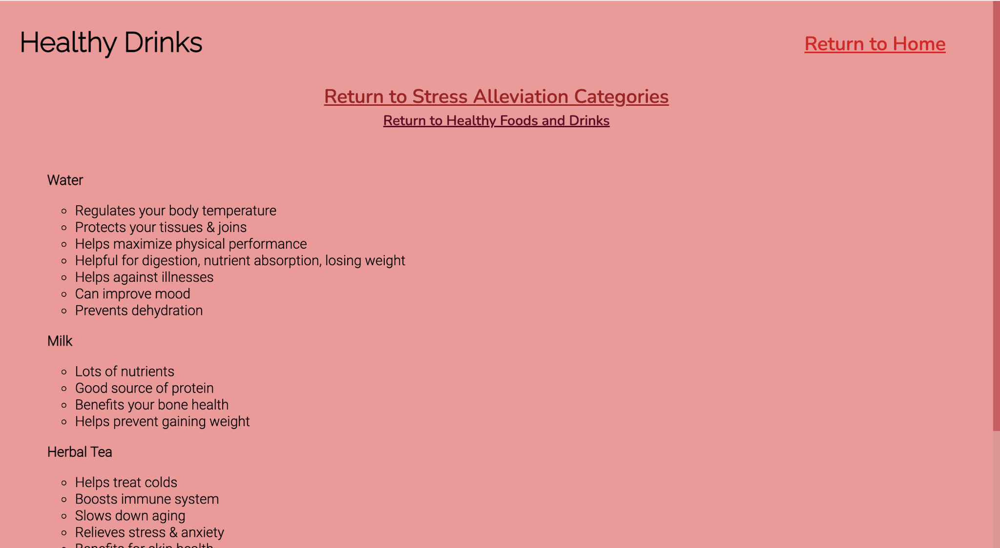 Healthy Drinks
Return to Home
Return to Stress Alleviation Categories
Return to Healthy Foods and Drinks
Water
Regulates your body temperature
Protects your tissues & joins
Helps maximize physical performance
Helpful for digestion, nutrient absorption, losing weight
Helps against illnesses
Can improve mood
Prevents dehydration
Milk
Lots of nutrients
Good source of protein
Benefits your bone health
Helps prevent gaining weight
Herbal Tea
Helps treat colds
Boosts immune system
Slows down aging
Relieves stress & anxiety
Benefits for skin health